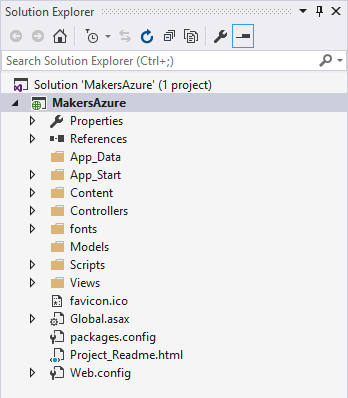 Solution Explorer
Search Solution Explorer (Ctrl+;)
Solution 'MakersAzure' (1 project)
MakersAzure
Properties
References
App_Data
App_Start
Content
Controllers
fonts
Models
Scripts
Views
favicon.ico
Global.asax
packages.config
Project_Readme.html
Web.config